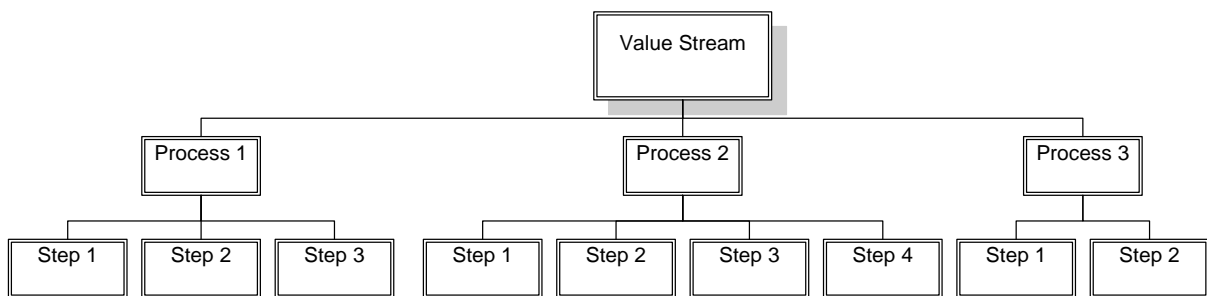 Value Stream
Process 1
Process 2
Process 3
Step 1
Step 2
Step 3
Step 1
Step 2
Step 3
Step 4
Step 1
Step 2